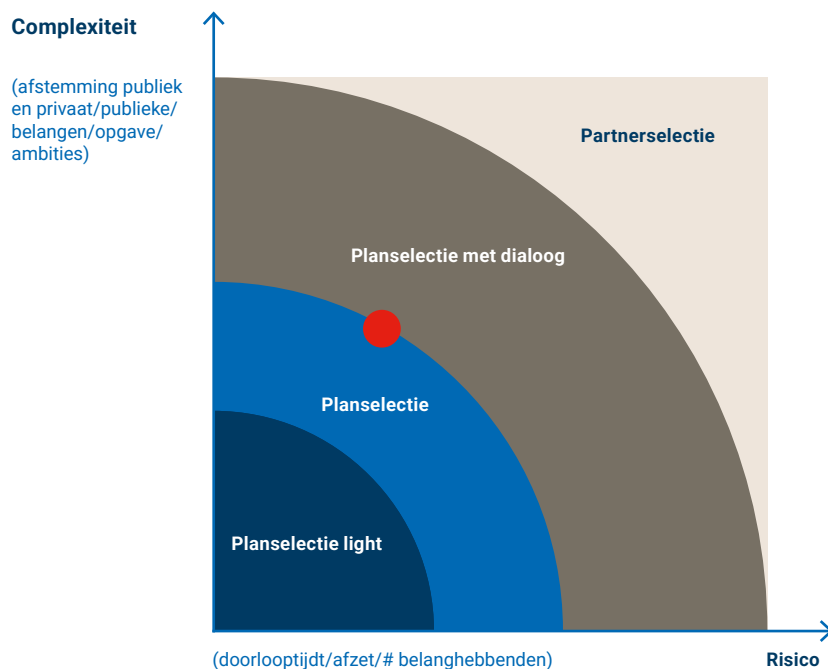 Complexiteit
(afstemming publiek
en privaat/publieke/
belangen/opgave/
ambities)
Partnerselectie
Planselectie met dialoog
Planselectie
Planselectie light
(doorlooptijdt/afzet/# belanghebbenden)
Risico